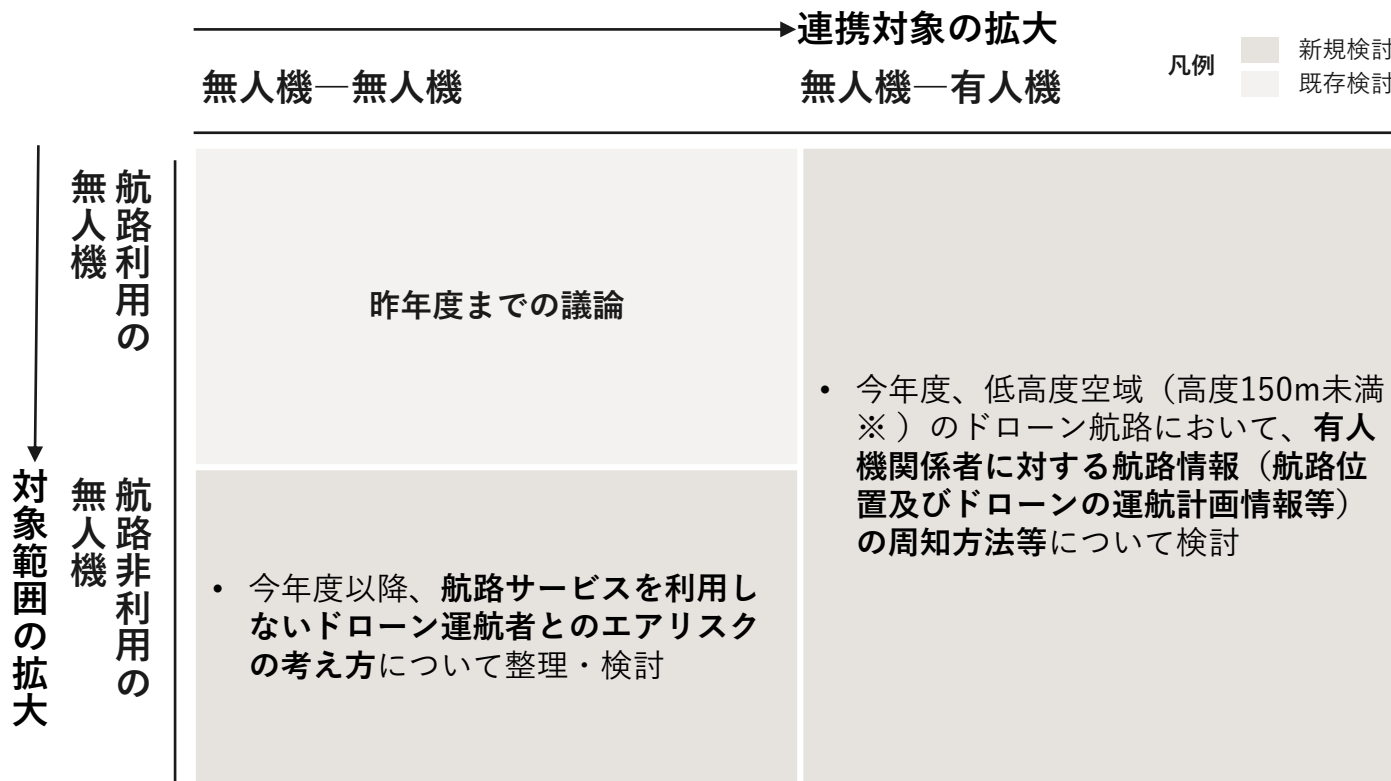 連携対象の拡大
無人機―無人機
無人機―有人機
凡例
新規検討
既存検討
対象範囲の拡大
航路利用の
無人機
航路非利用の
無人機
昨年度までの議論
• 今年度以降、航路サービスを利用し
ないドローン運航者とのエアリスク
の考え方について整理・検討
• 今年度、低高度空域（高度150m未満
※ ）のドローン航路において、有人
機関係者に対する航路情報（航路位
置及びドローンの運航計画情報等）
の周知方法等について検討